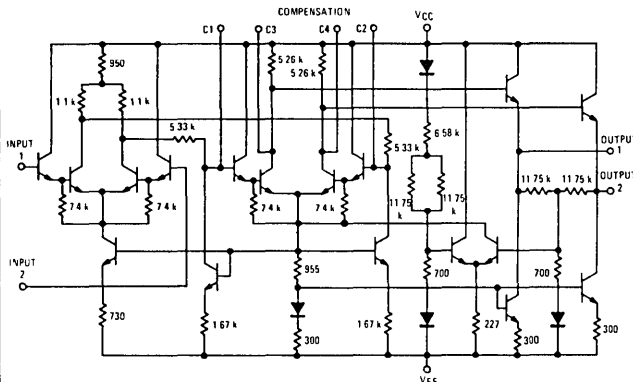 COMPENSATION
C1 C3 C4 C2 VCC
950
5 26 k
5 26 k
1 1 k 1 1 k
5 33 k
5 33 k
6 58 k
INPUT
1
OUTPUT
1
OUTPUT
2
11 75 k 11 75 k
7 4 k 7 4 k 7 4 k 7 4 k
11 75
k
11 75
k
INPUT
2
955
700
700
730
1 67 k
300
1 67 k
227
300
300
VEE